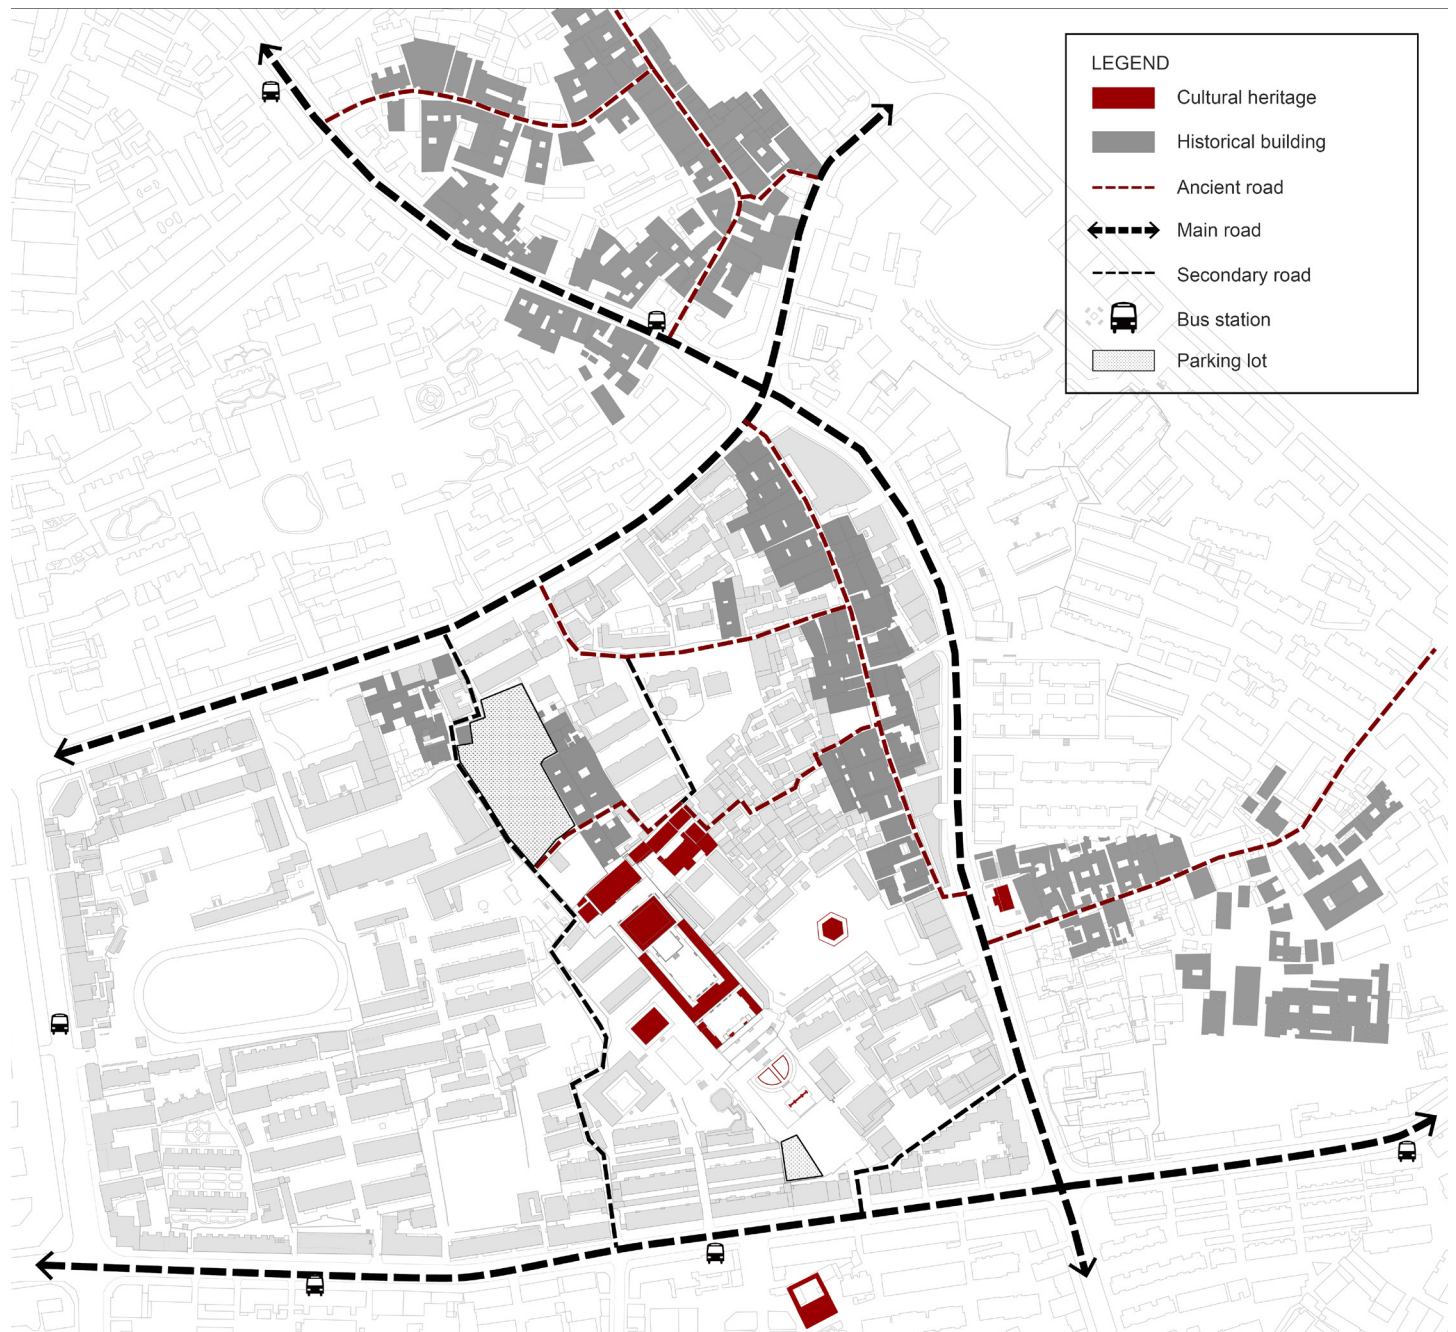 LEGEND
Cultural heritage
Historical building
Ancient road
Main road
Secondary road
Bus station
Parking lot